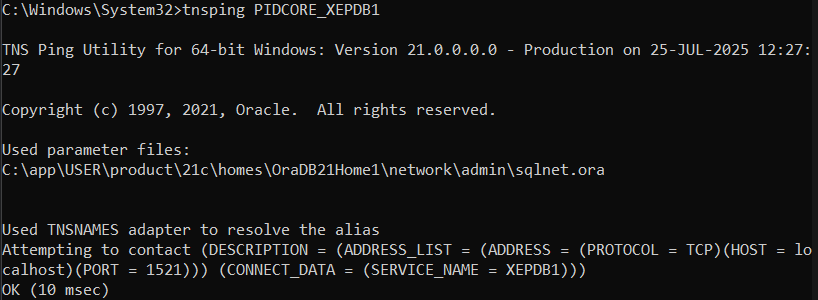 C:\Windows\System32>tnsping PIDCORE_XEPDB1
TNS Ping Utility for 64-bit Windows: Version 21.0.0.0.0 - Production on 25-JUL-2025 12:27:
27
Copyright (c) 1997, 2021, Oracle.  All rights reserved.
Used parameter files:
C:\app\USER\product\21c\homes\OraDB21Home1\network\admin\sqlnet.ora
Used TNSNAMES adapter to resolve the alias
Attempting to contact (DESCRIPTION = (ADDRESS_LIST = (ADDRESS = (PROTOCOL = TCP)(HOST = lo
calhost)(PORT = 1521))) (CONNECT_DATA = (SERVICE_NAME = XEPDB1)))
OK (10 msec)